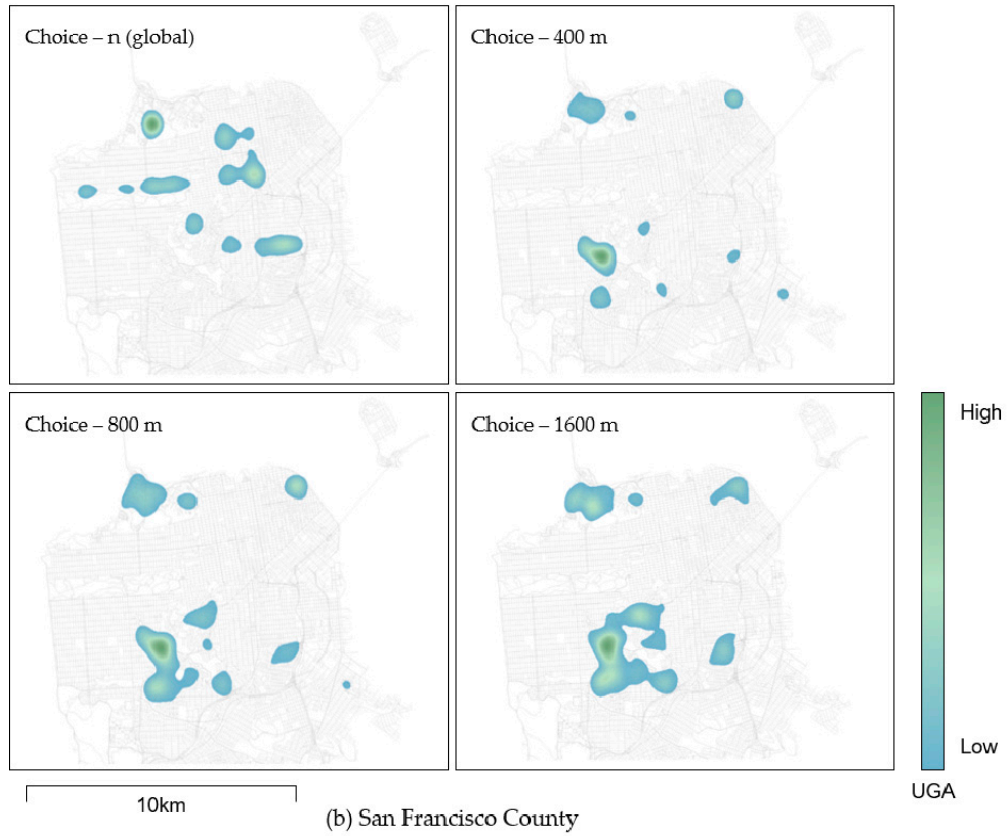 Choice – n (global)
Choice – 400 m
Choice – 800 m
Choice – 1600 m
High
Low
UGA
10km
(b) San Francisco County